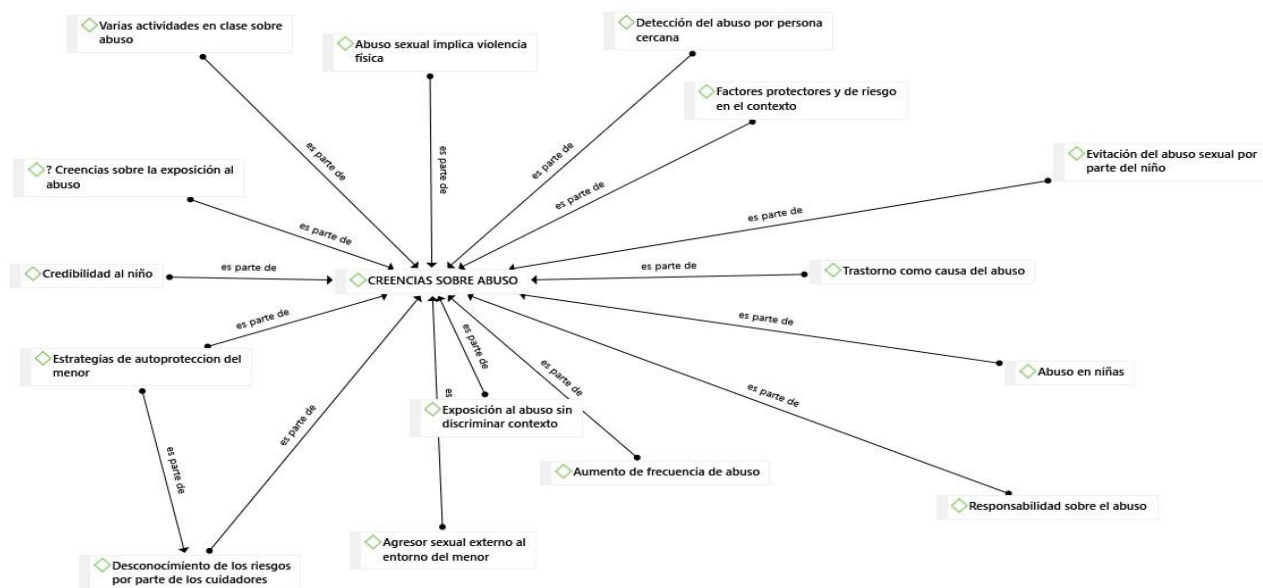 Varias actividades en clase sobre
abuso
Abuso sexual implica violencia
física
Detección del abuso por persona
cercana
Factores protectores y de riesgo
en el contexto
Evitación del abuso sexual por
parte del niño
es parte de
es parte de
es parte de
es parte de
es parte de
? Creencias sobre la exposición al
abuso
es parte de
Credibilidad al niño
es parte de
CREENCIAS SOBRE ABUSO
es parte de
Trastorno como causa del abuso
es parte de
es parte de
Estrategias de autoproteccion del
menor
es parte de
Abuso en niñas
es parte de
es parte de
es parte de
es
Exposición al abuso sin
discriminar contexto
es parte de
es parte de
Aumento de frecuencia de abuso
Responsabilidad sobre el abuso
Agresor sexual externo al
entorno del menor
Desconocimiento de los riesgos
por parte de los cuidadores